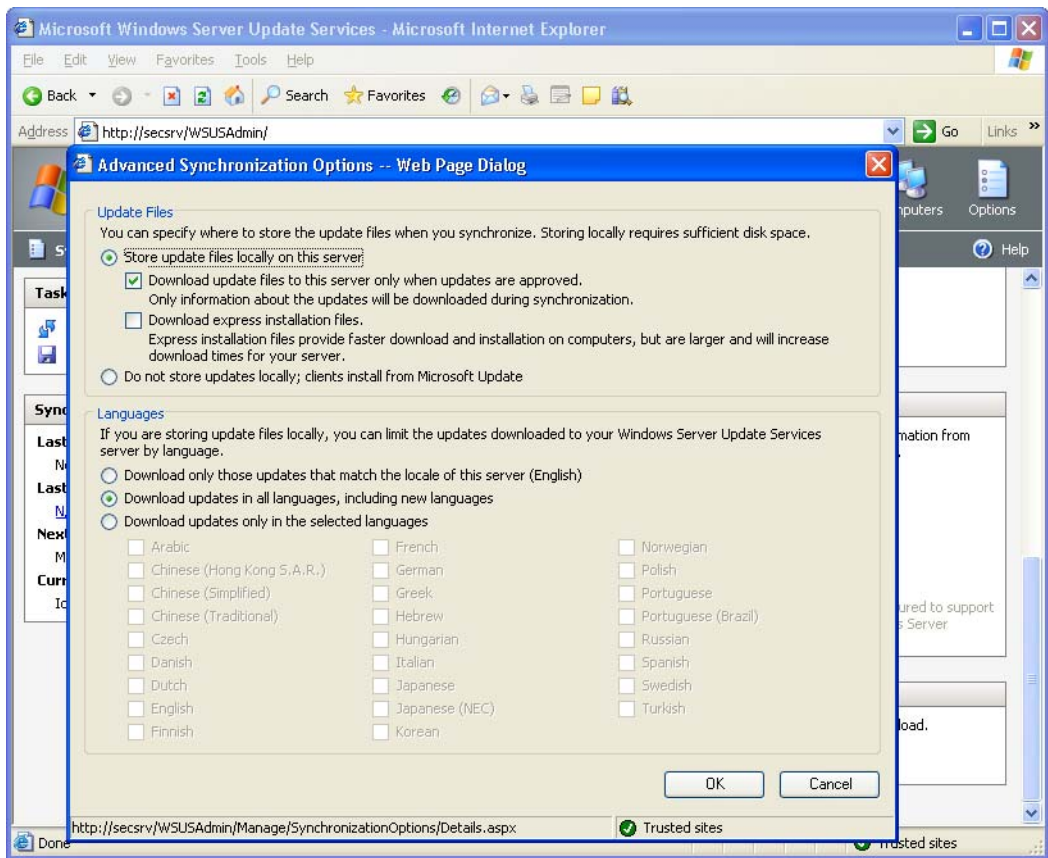 Microsoft Windows Server Update Services - Microsoft Internet Explorer
File Edit View Favorites Tools Help
Back Search Favorites
Address http://secsrv/WSUSAdmin/ Go Links »
Advanced Synchronization Options -- Web Page Dialog
Options
Help
Update Files
You can specify where to store the update files when you synchronize. Storing locally requires sufficient disk space.
Store update files locally on this server
Download update files to this server only when updates are approved.
Only information about the updates will be downloaded during synchronization.
Download express installation files.
Express installation files provide faster download and installation on computers, but are larger and will increase
download times for your server.
Do not store updates locally; clients install from Microsoft Update
Task
Sync
Last
Last
Next
Curr
Languages
If you are storing update files locally, you can limit the updates downloaded to your Windows Server Update Services
server by language.
Download only those updates that match the locale of this server (English)
Download updates in all languages, including new languages
Download updates only in the selected languages
Arabic French Norwegian
Chinese (Hong Kong S.A.R.) German Polish
Chinese (Simplified) Greek Portuguese
Chinese (Traditional) Hebrew Portuguese (Brazil)
Czech Hungarian Russian
Danish Italian Spanish
Dutch Japanese Swedish
English Japanese (NEC) Turkish
Finnish Korean
mation from
ured to support
s Server
load.
OK Cancel
http://secsrv/WSUSAdmin/Manage/SynchronizationOptions/Details.aspx Trusted sites
Done Trusted sites